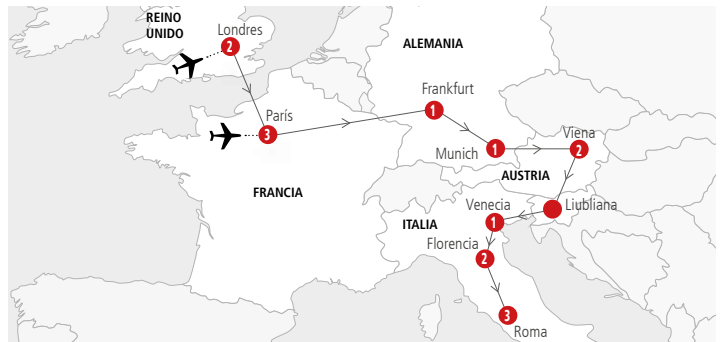 REINO
UNIDO
Londres
2
ALEMANIA
París
3
Frankfurt
1
Munich
1
Viena
2
AUSTRIA
FRANCIA
Liubliana
Venecia
1
ITALIA
Florencia
2
3
Roma